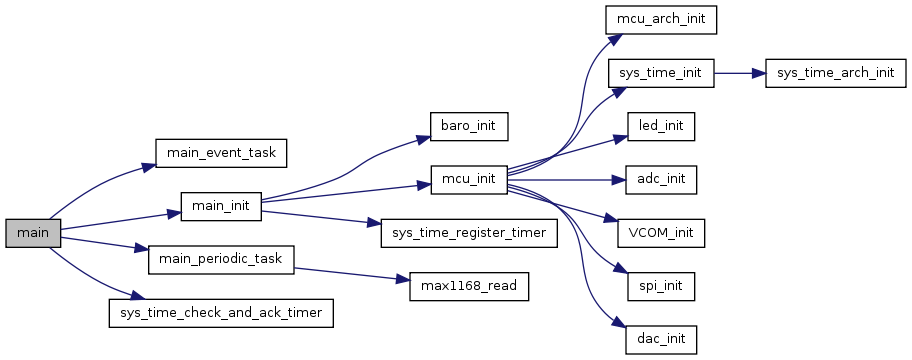 main
main_event_task
main_init
main_periodic_task
sys_time_check_and_ack_timer
baro_init
mcu_init
sys_time_register_timer
max1168_read
mcu_arch_init
sys_time_init
led_init
adc_init
VCOM_init
spi_init
dac_init
sys_time_arch_init